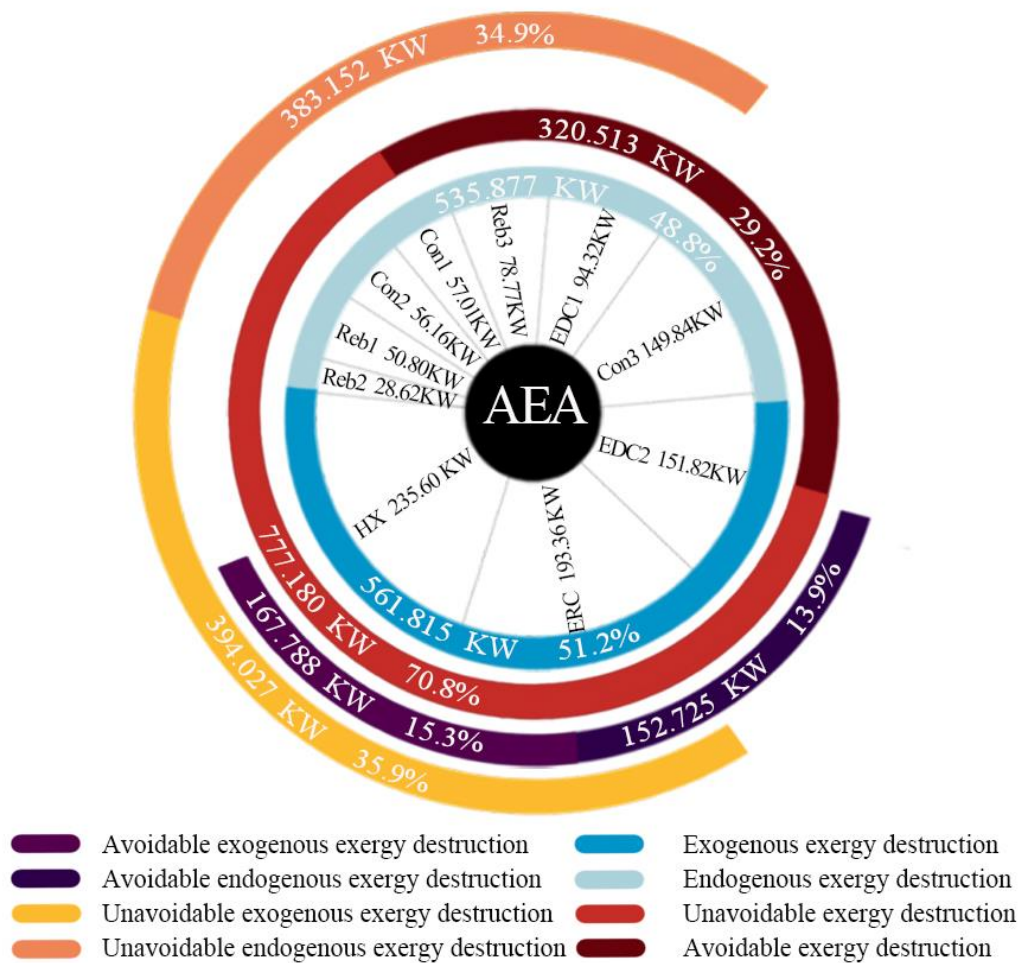 383.152 KW 34.9%
320.513 KW 29.2%
535.877 KW 48.8%
Reb3 78.77KW
EDC1 94.32KW
Con1 57.01KW
Con2 56.16KW
Con3 149.84KW
Reb1 50.80KW
Reb2 28.62KW
AEA
EDC2 151.82KW
HX 235.60 KW
ERC 193.36KW
561.815 KW 51.2%
777.180 KW 70.8%
167.788 KW 15.3%
152.725 KW 13.9%
394.027 KW 35.9%
Avoidable exogenous exergy destruction
Exogenous exergy destruction
Avoidable endogenous exergy destruction
Endogenous exergy destruction
Unavoidable exogenous exergy destruction
Unavoidable exergy destruction
Unavoidable endogenous exergy destruction
Avoidable exergy destruction